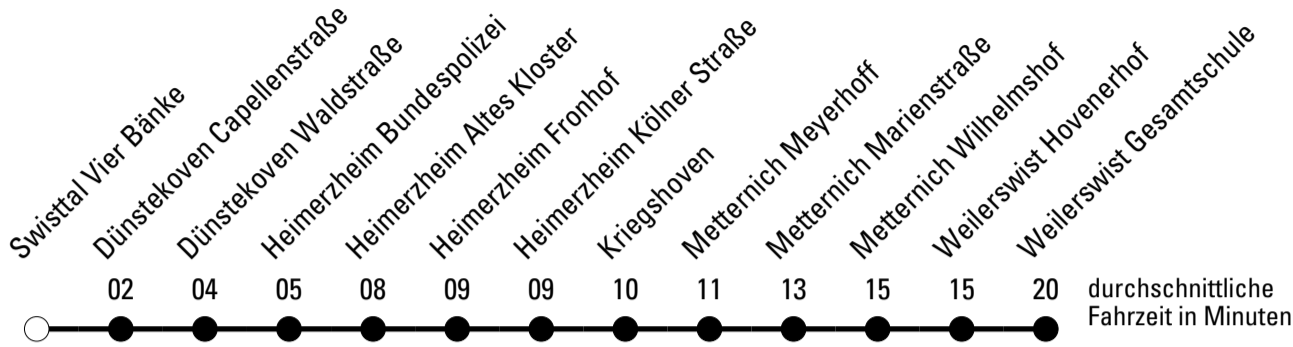 Swisttal Vier Bänke
Dünstekoven Capellenstraße
Dünstekoven Waldstraße
Heimerzheim Bundespolizei
Heimerzheim Altes Kloster
Heimerzheim Fronhof
Heimerzheim Kölner Straße
Kriegshoven
Metternich Meyerhoff
Metternich Marienstraße
Metternich Wilhelmshof
Weilerswist Hovenerhof
Weilerswist Gesamtschule
02 04 05 08 09 09 10 11 13 15 15 20 durchschnittliche
Fahrzeit in Minuten